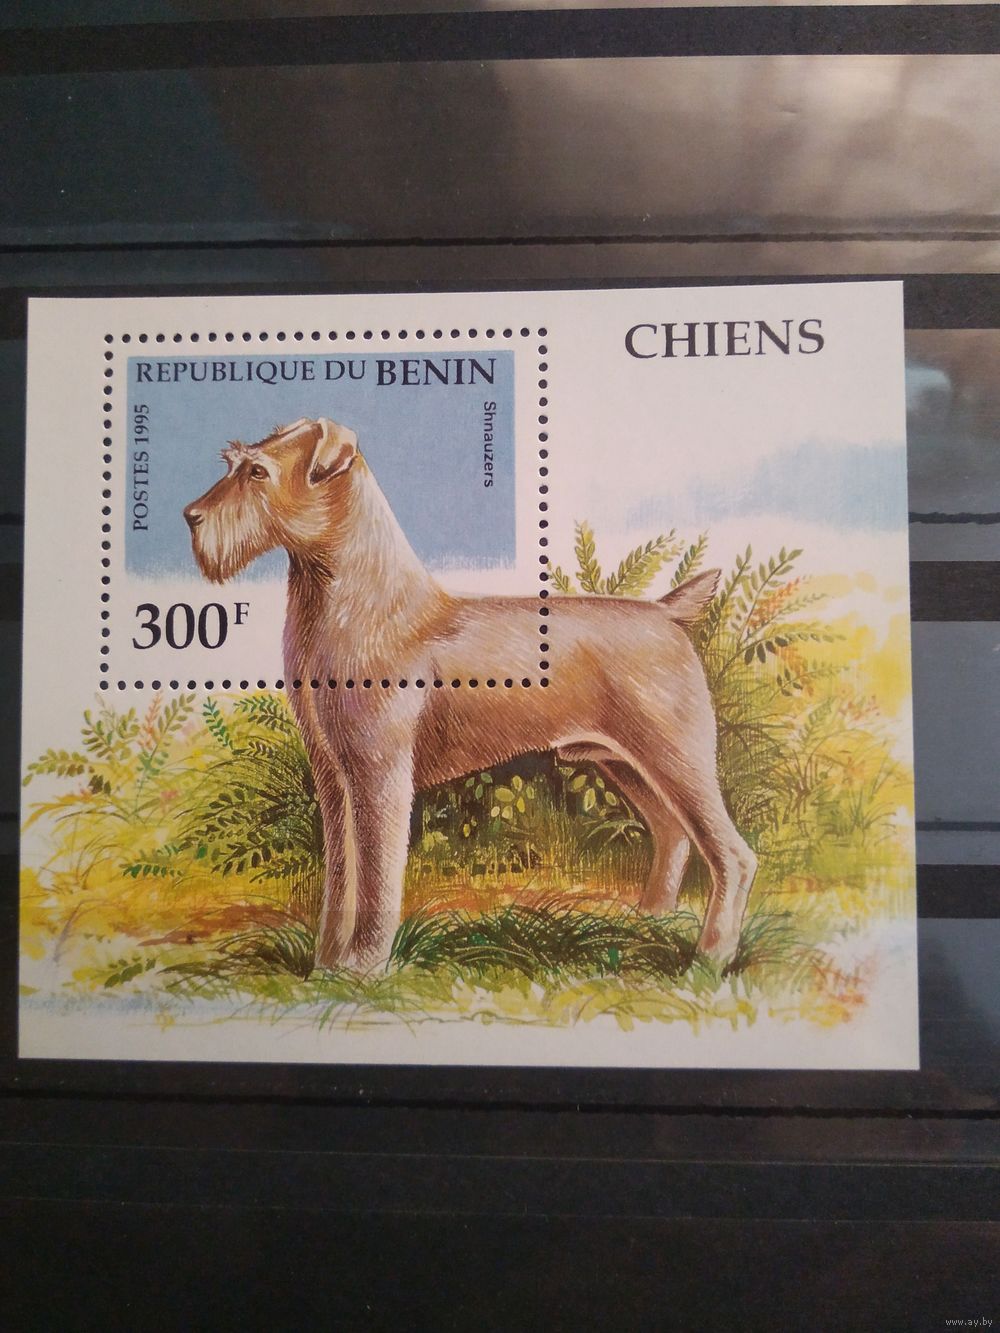 CHIENS
REPUBLIQUE DU BENIN
POSTES 1995
Shnauzers
300F
www.ay.by